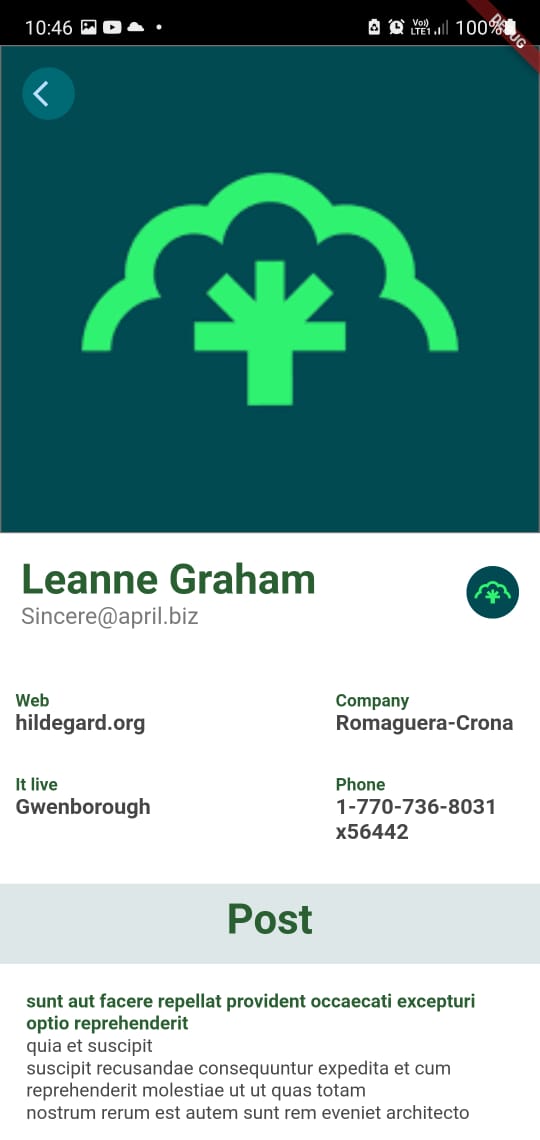 10:46
Vo))
LTE1
100%
DEBUG
Leanne Graham
Sincere@april.biz
Web
hildegard.org
Company
Romaguera-Crona
It live
Gwenborough
Phone
1-770-736-8031
x56442
Post
sunt aut facere repellat provident occaecati excepturi
optio reprehenderit
quia et suscipit
suscipit recusandae consequuntur expedita et cum
reprehenderit molestiae ut ut quas totam
nostrum rerum est autem sunt rem eveniet architecto